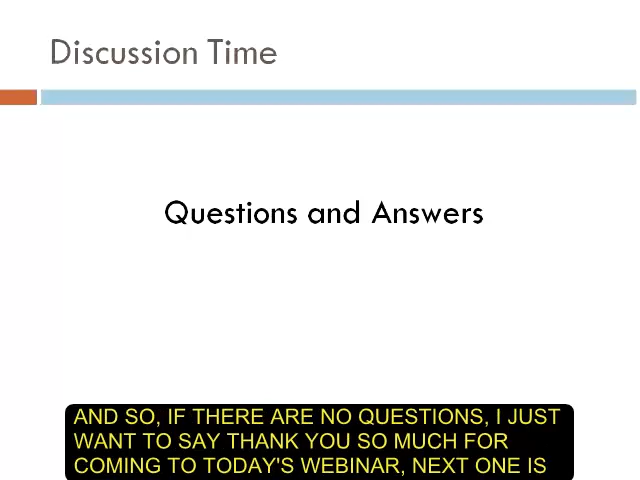 Discussion Time
Questions and Answers
AND SO, IF THERE ARE NO QUESTIONS, I JUST
WANT TO SAY THANK YOU SO MUCH FOR
COMING TO TODAY'S WEBINAR, NEXT ONE IS